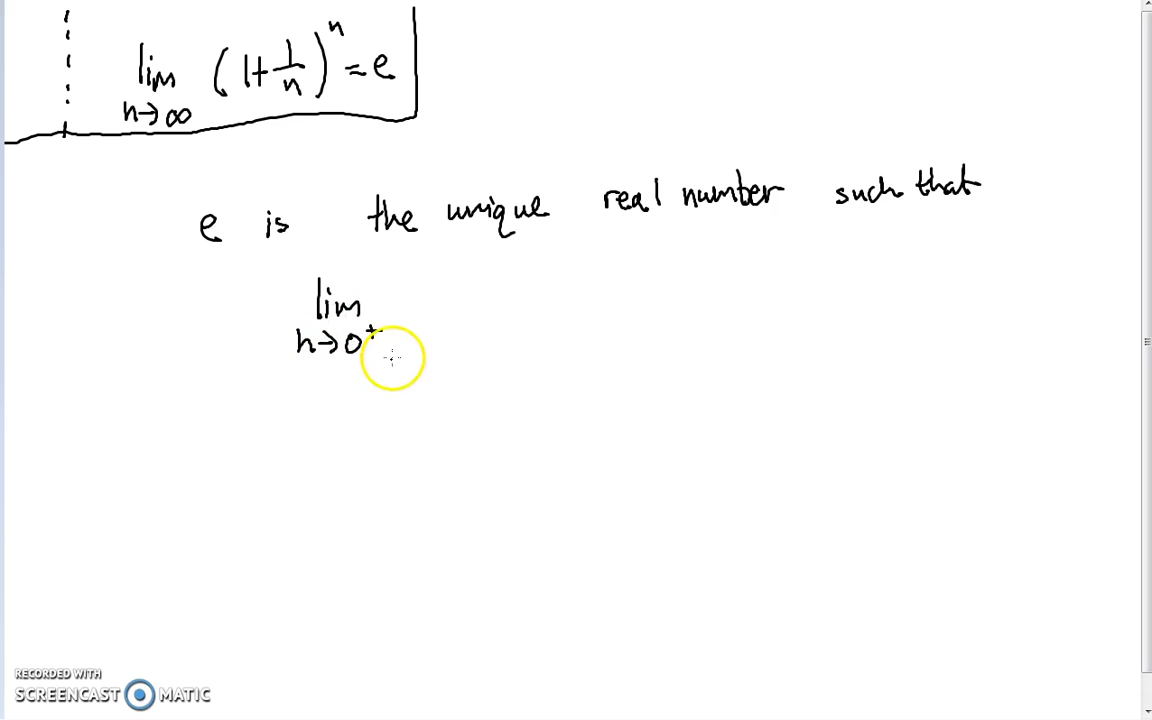 lim (1+1/n)^n = e
n→∞
e is the unique real number such that
lim
h→0⁺
RECORDED WITH
SCREENCAST MATIC